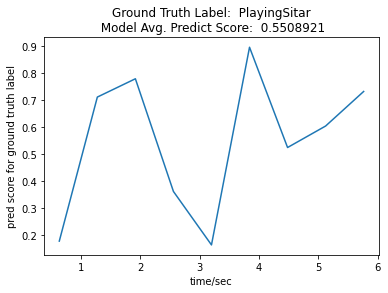 Ground Truth Label:  PlayingSitar
Model Avg. Predict Score:  0.5508921
pred score for ground truth label
0.9
0.8
0.7
0.6
0.5
0.4
0.3
0.2
1 2 3 4 5 6
time/sec